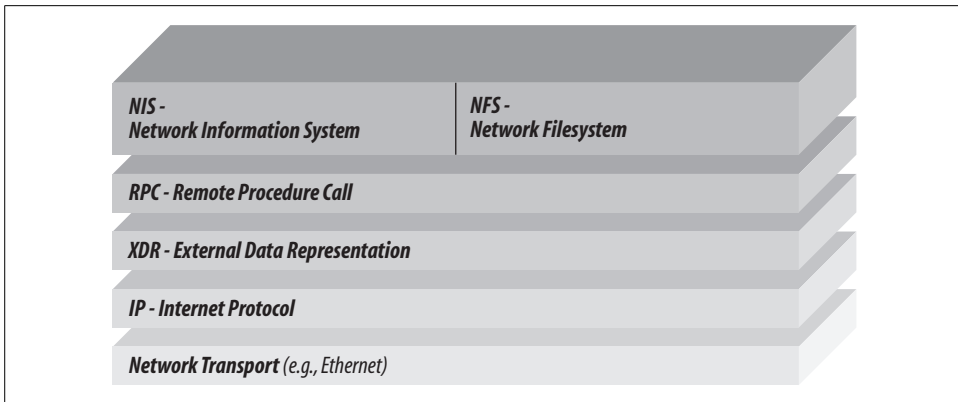 NIS -
Network Information System
NFS -
Network Filesystem
RPC - Remote Procedure Call
XDR - External Data Representation
IP - Internet Protocol
Network Transport (e.g., Ethernet)